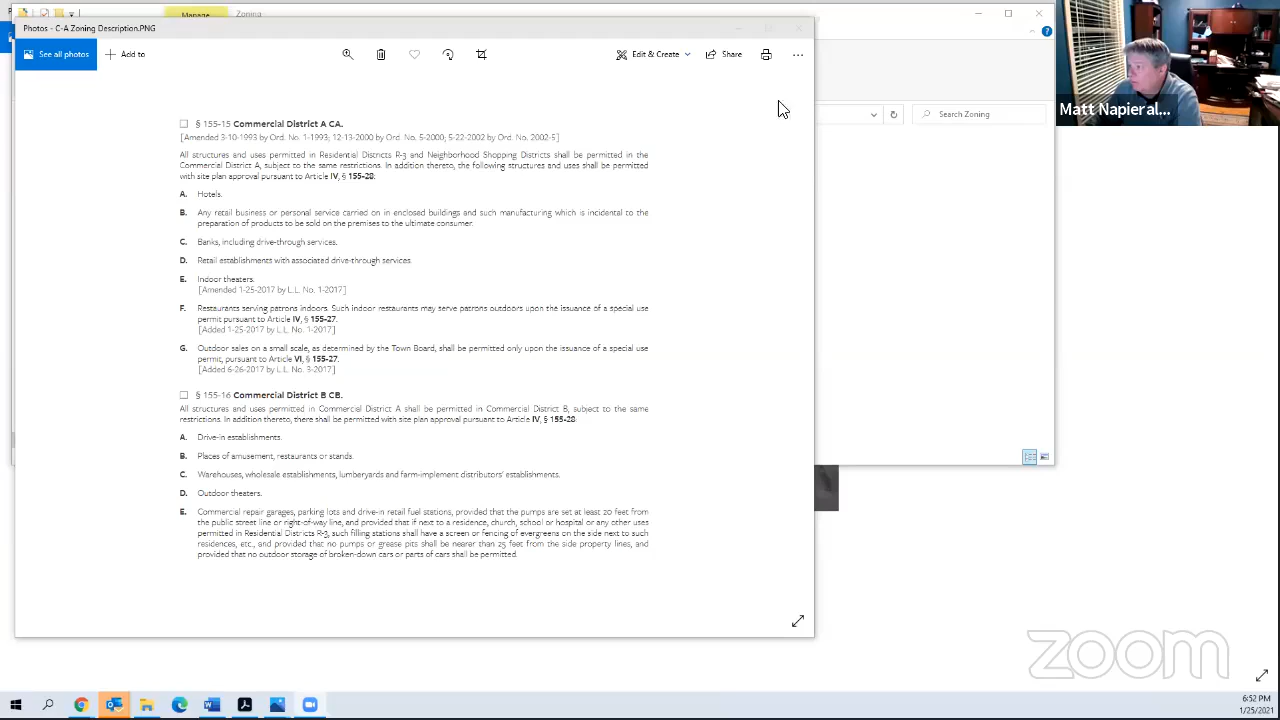 Manage
Zoning
Photos - C-A Zoning Description.PNG
See all photos
Add to
Edit & Create
Share
Search Zoning
Matt Napieral...
§ 155-15 Commercial District A CA.
[Amended 3-10-1993 by Ord. No. 1-1993; 12-13-2000 by Ord. No. 5-2000; 5-22-2002 by Ord. No. 2002-5]
All structures and uses permitted in Residential Districts R-3 and Neighborhood Shopping Districts shall be permitted in the
Commercial District A, subject to the same restrictions. In addition thereto, the following structures and uses shall be permitted
with site plan approval pursuant to Article IV, § 155-28:
A. Hotels.
B. Any retail business or personal service carried on in enclosed buildings and such manufacturing which is incidental to the
preparation of products to be sold on the premises to the ultimate consumer.
C. Banks, including drive-through services.
D. Retail establishments with associated drive-through services.
E. Indoor theaters.
[Amended 1-25-2017 by L.L. No. 1-2017]
F. Restaurants serving patrons indoors. Such indoor restaurants may serve patrons outdoors upon the issuance of a special use
permit pursuant to Article IV, § 155-27.
[Added 1-25-2017 by L.L. No. 1-2017]
G. Outdoor sales on a small scale, as determined by the Town Board, shall be permitted only upon the issuance of a special use
permit, pursuant to Article VI, § 155-27.
[Added 6-26-2017 by L.L. No. 3-2017]
§ 155-16 Commercial District B CB.
All structures and uses permitted in Commercial District A shall be permitted in Commercial District B, subject to the same
restrictions. In addition thereto, there shall be permitted with site plan approval pursuant to Article IV, § 155-28:
A. Drive-in establishments.
B. Places of amusement, restaurants or stands.
C. Warehouses, wholesale establishments, lumberyards and farm-implement distributors' establishments.
D. Outdoor theaters.
E. Commercial repair garages, parking lots and drive-in retail fuel stations, provided that the pumps are set at least 20 feet from
the public street line or right-of-way line, and provided that if next to a residence, church, school or hospital or any other uses
permitted in Residential Districts R-3, such filling stations shall have a screen or fencing of evergreens on the side next to such
residences, etc., and provided that no pumps or grease pits shall be nearer than 25 feet from the side property lines, and
provided that no outdoor storage of broken-down cars or parts of cars shall be permitted.
zoom
6:52 PM
1/25/2021